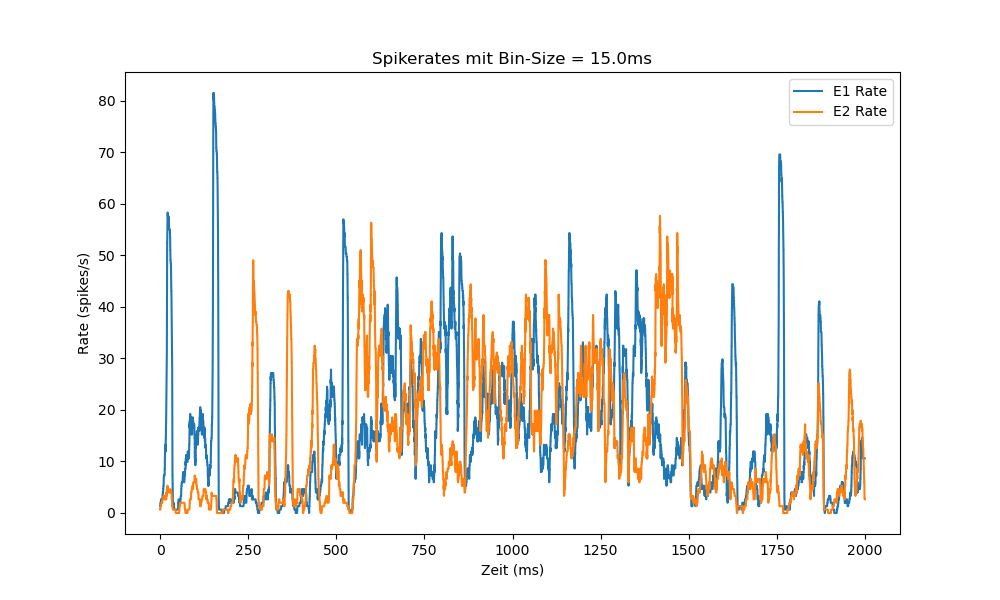 Spikerates mit Bin-Size = 15.0ms
E1 Rate
E2 Rate
Rate (spikes/s)
80
70
60
50
40
30
20
10
0
0 250 500 750 1000 1250 1500 1750 2000
Zeit (ms)